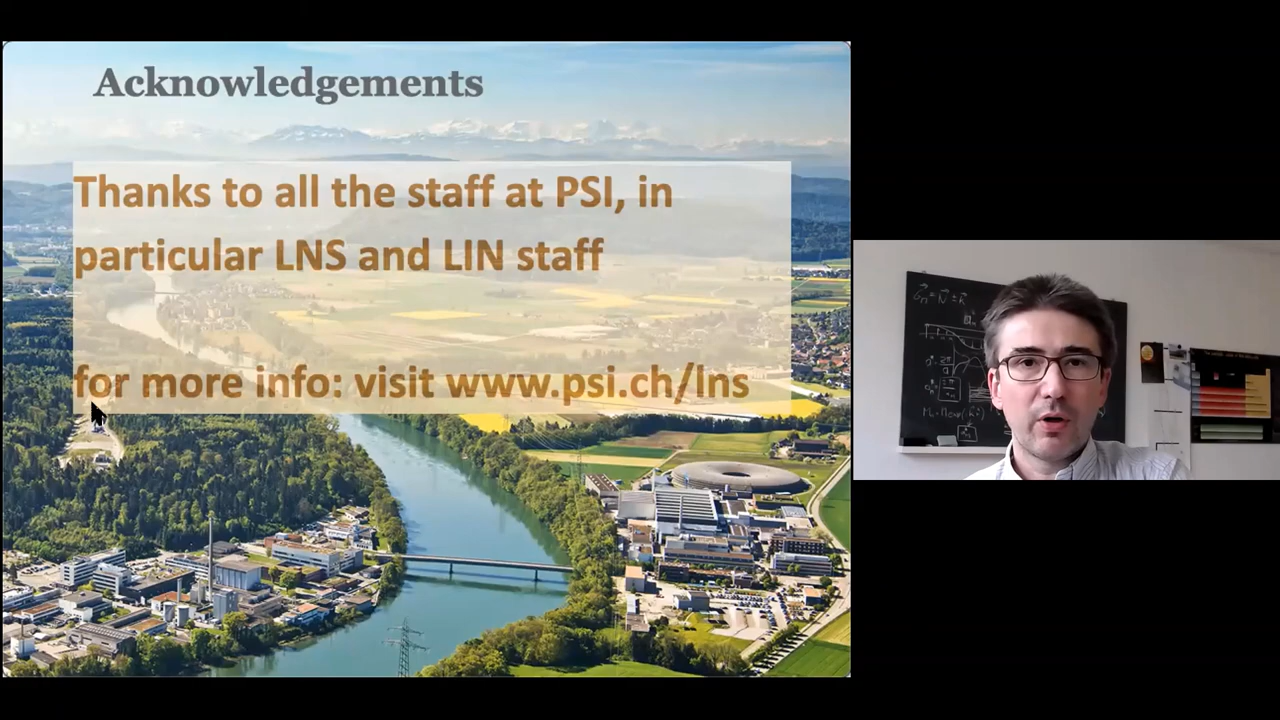 Acknowledgements
Thanks to all the staff at PSI, in
particular LNS and LIN staff
for more info: visit www.psi.ch/lns